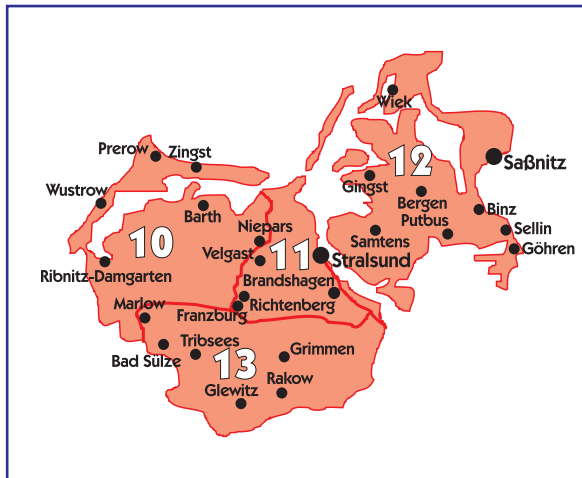 Wiek
Prerow
Zingst
12
Saßnitz
Gingst
Wustrow
Bergen
Barth
Binz
Putbus
Niepars
10
Samtens
Sellin
Göhren
Velgast
11
Stralsund
Ribnitz-Damgarten
Brandshagen
Marlow
Franzburg
Richtenberg
Tribsees
Grimmen
Bad Sülze
13
Rakow
Glewitz